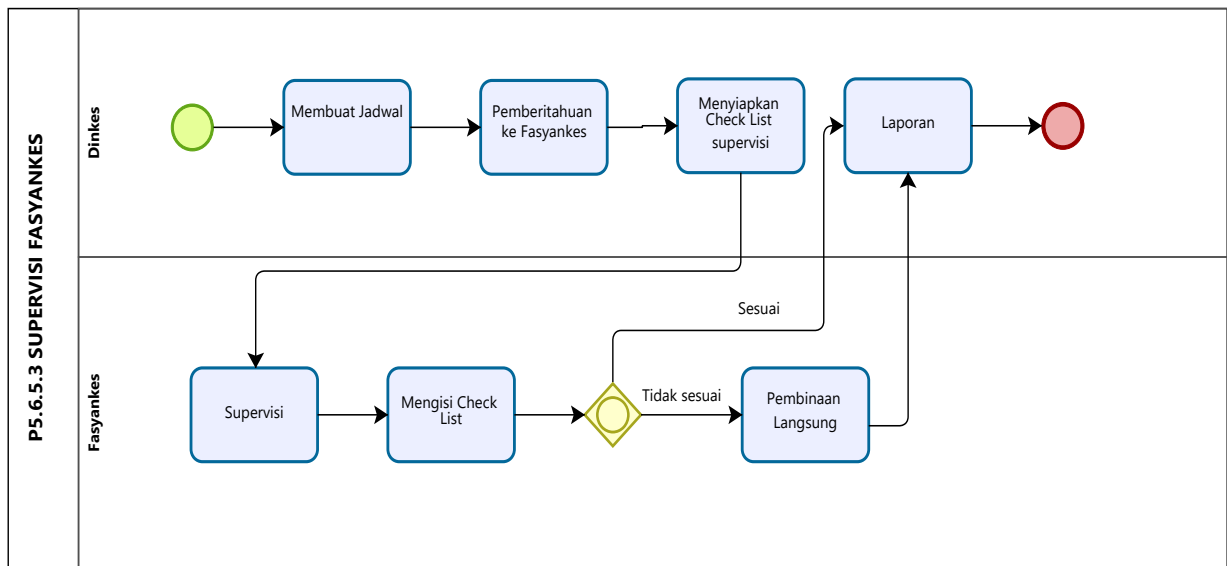 P5.6.5.3 SUPERVISI FASYANKES
Dinkes
Membuat Jadwal
Pemberitahuan
ke Fasyankes
Menyiapkan
Check List
supervisi
Laporan
Fasyankes
Supervisi
Mengisi Check
List
Sesuai
Tidak sesuai
Pembinaan
Langsung